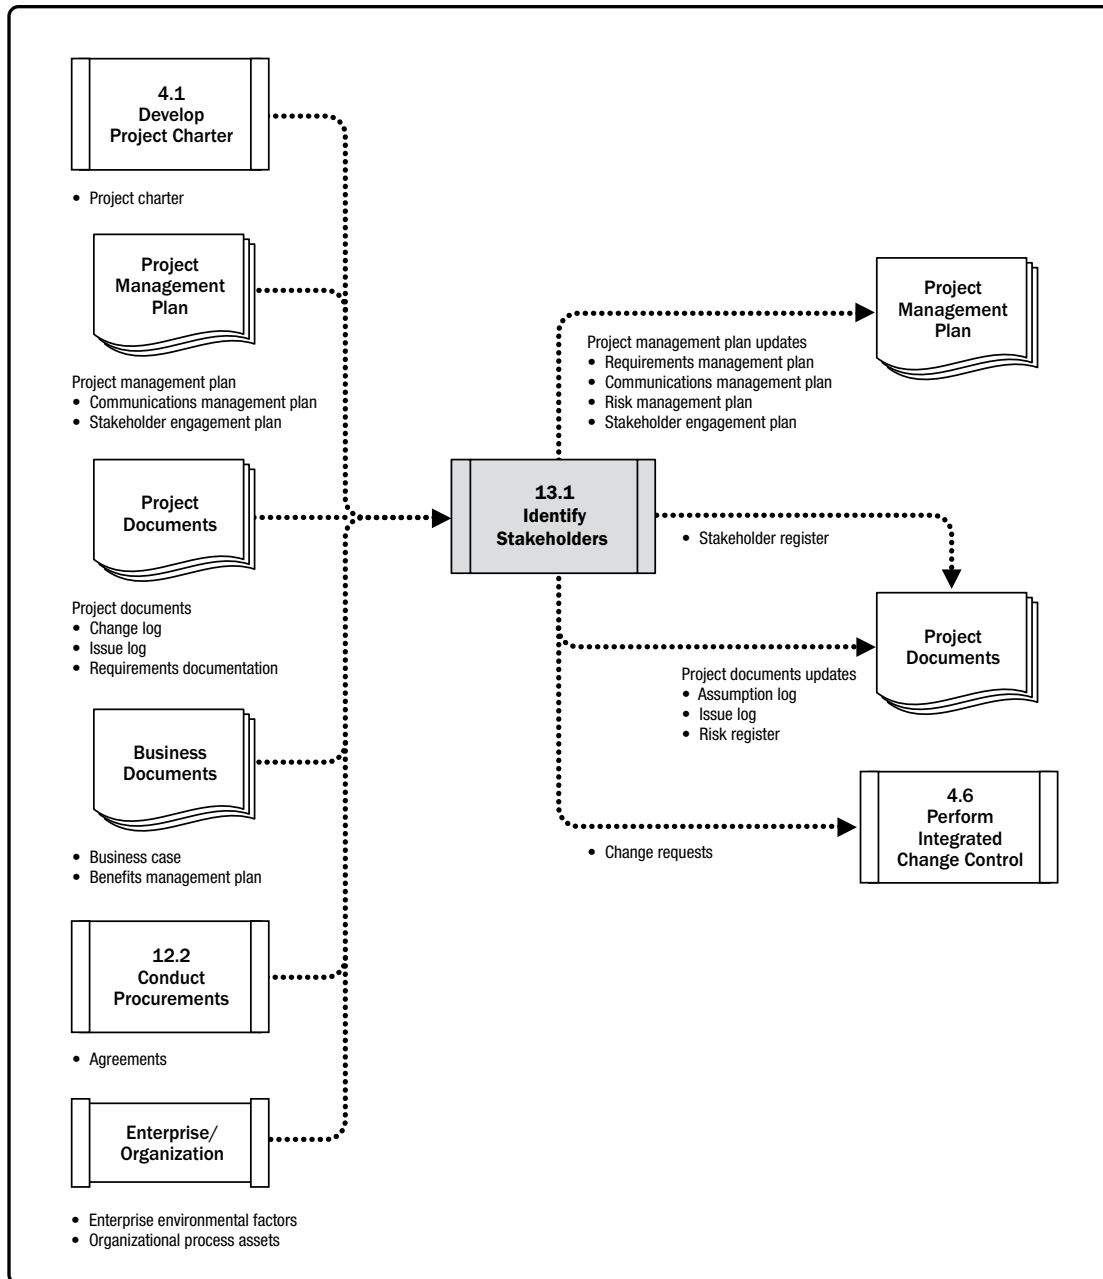 4.1
Develop
Project Charter
• Project charter
Project
Management
Plan
Project management plan
• Communications management plan
• Stakeholder engagement plan
Project
Documents
Project documents
• Change log
• Issue log
• Requirements documentation
Business
Documents
• Business case
• Benefits management plan
12.2
Conduct
Procurements
• Agreements
Enterprise/
Organization
• Enterprise environmental factors
• Organizational process assets
13.1
Identify
Stakeholders
Project management plan updates
• Requirements management plan
• Communications management plan
• Risk management plan
• Stakeholder engagement plan
Project
Management
Plan
• Stakeholder register
Project
Documents
Project documents updates
• Assumption log
• Issue log
• Risk register
4.6
Perform
Integrated
Change Control
• Change requests